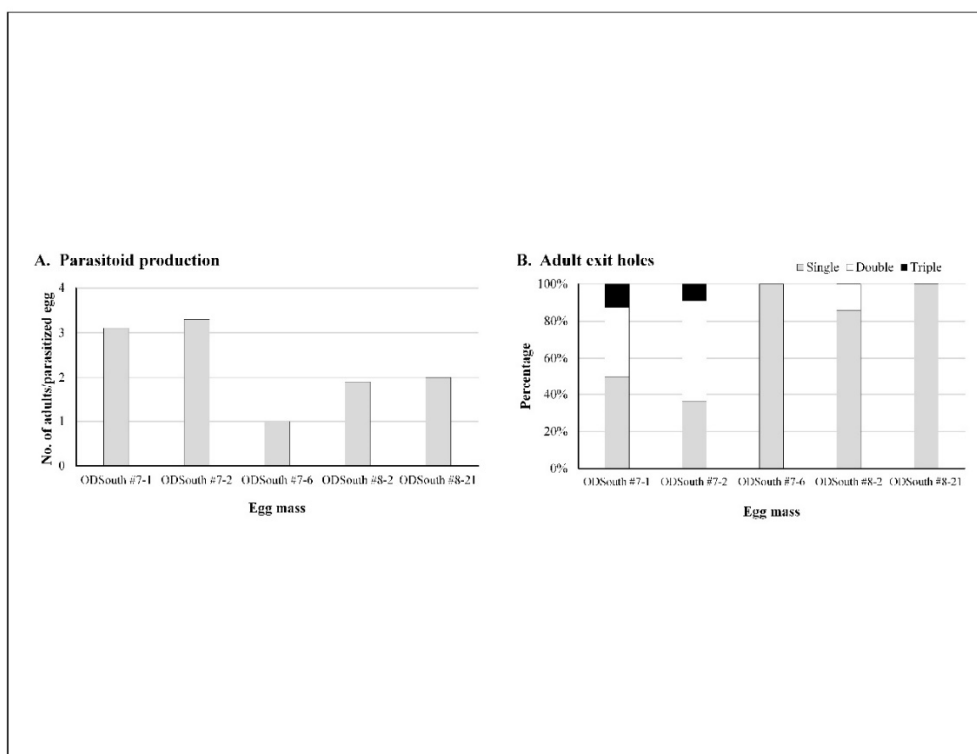 A. Parasitoid production
No. of adults/parasitized egg
4
3
2
1
0
ODSouth #7-1 ODSouth #7-2 ODSouth #7-6 ODSouth #8-2 ODSouth #8-21
Egg mass
B. Adult exit holes
Single Double Triple
Percentage
100%
80%
60%
40%
20%
0%
ODSouth #7-1 ODSouth #7-2 ODSouth #7-6 ODSouth #8-2 ODSouth #8-21
Egg mass